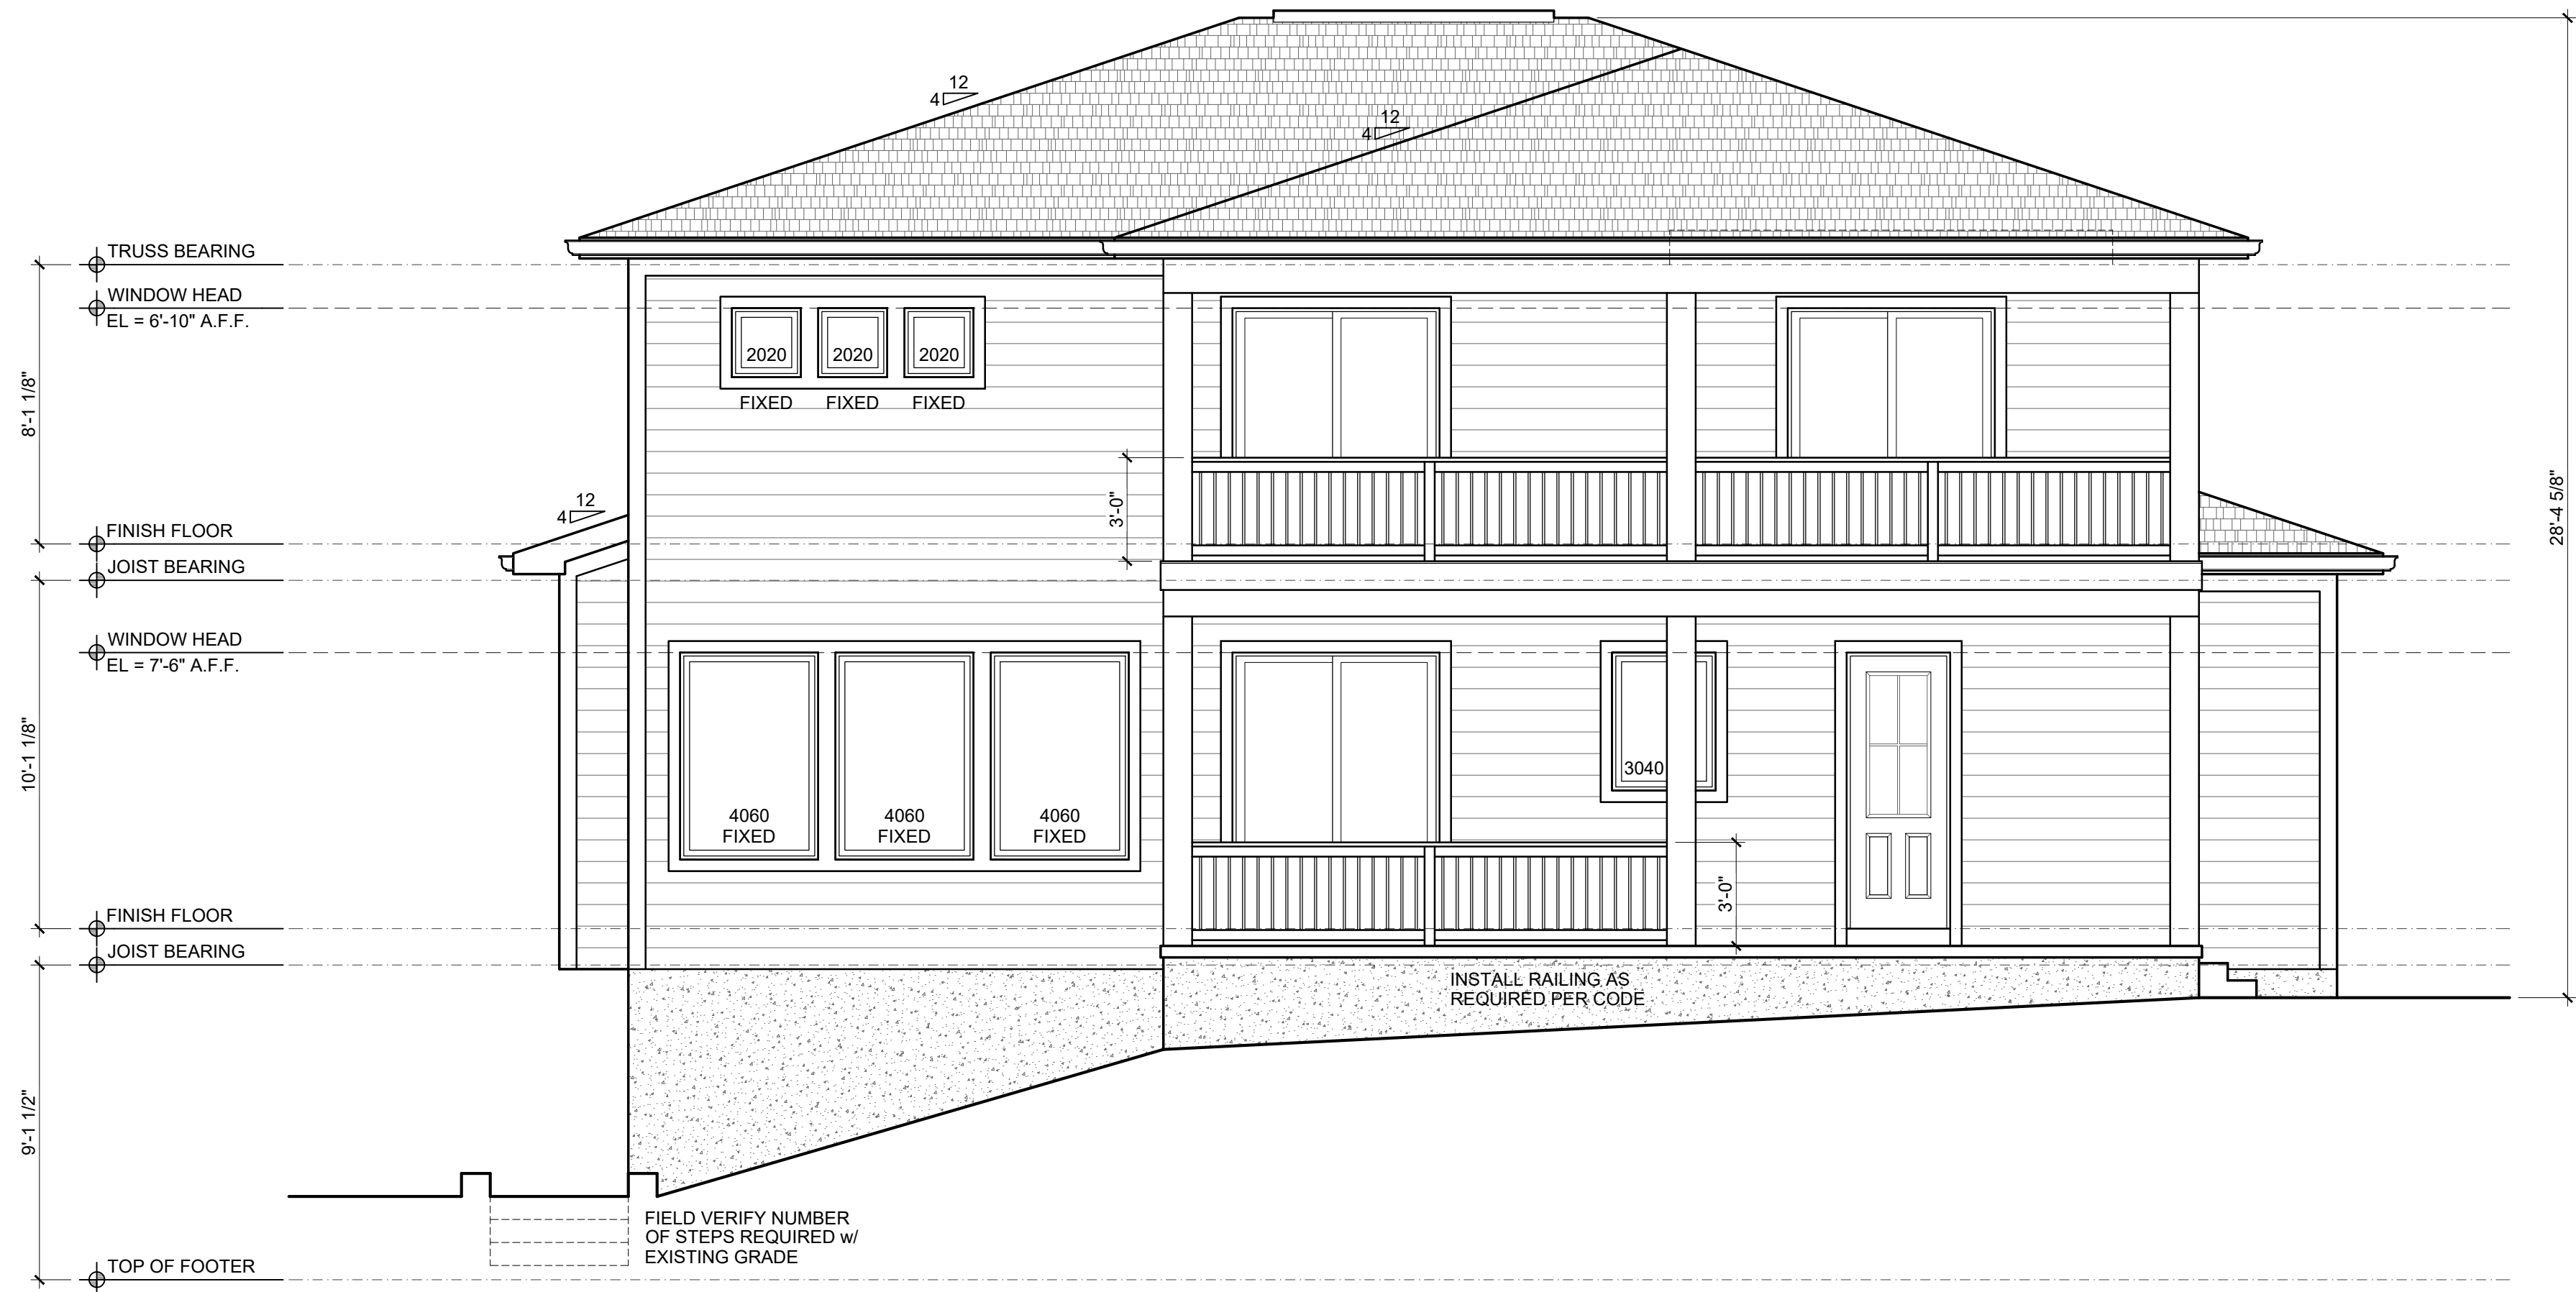 12
4
12
4
TRUSS BEARING
WINDOW HEAD
EL = 6'-10" A.F.F.
2020
2020
2020
FIXED
FIXED
FIXED
8'-1 1/8"
3'-0"
28'-4 5/8"
12
4
FINISH FLOOR
JOIST BEARING
WINDOW HEAD
EL = 7'-6" A.F.F.
10'-1 1/8"
3040
4060
FIXED
4060
FIXED
4060
FIXED
3'-0"
FINISH FLOOR
JOIST BEARING
INSTALL RAILING AS
REQUIRED PER CODE
9'-1 1/2"
FIELD VERIFY NUMBER
OF STEPS REQUIRED w/
EXISTING GRADE
TOP OF FOOTER